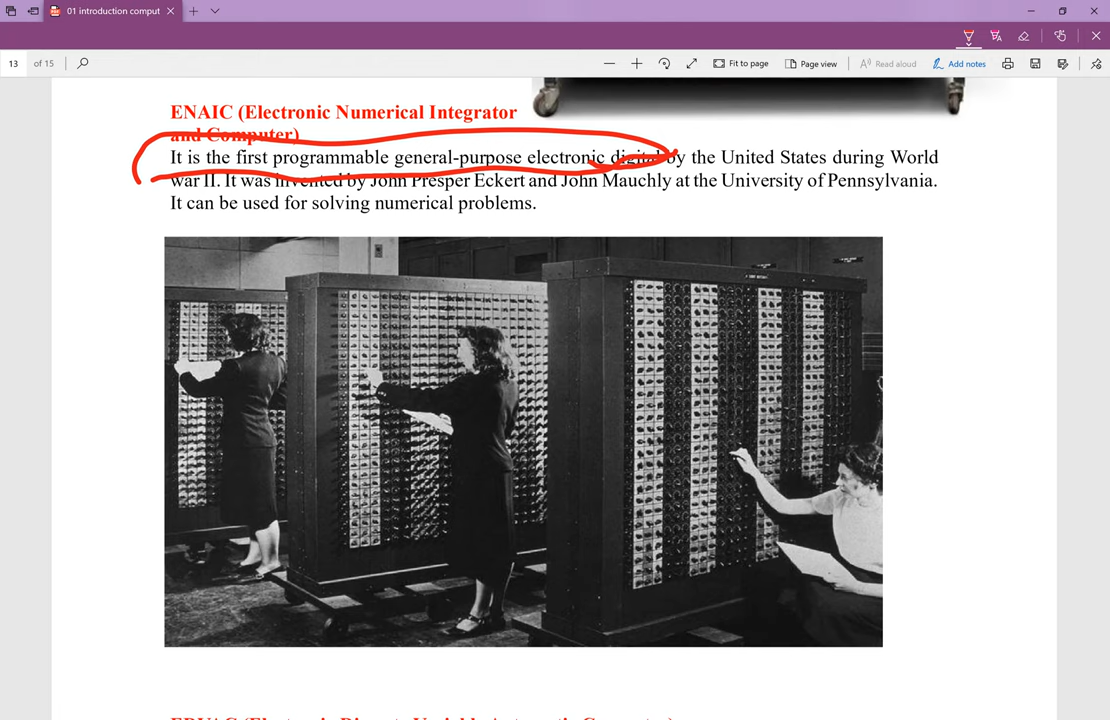 01 introduction comput
13 of 15 Fit to page Page view Read aloud Add notes
ENAIC (Electronic Numerical Integrator
and Computer)
It is the first programmable general-purpose electronic digital by the United States during World
war II. It was invented by John Presper Eckert and John Mauchly at the University of Pennsylvania.
It can be used for solving numerical problems.